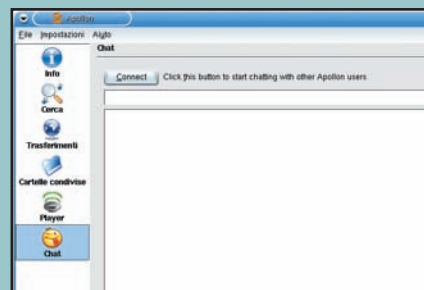 Apollon
File Impostazioni Aiuto
Chat
Info
Connect Click this button to start chatting with other Apollon users
Cerca
Trasferimenti
Cartelle condivise
Player
Chat